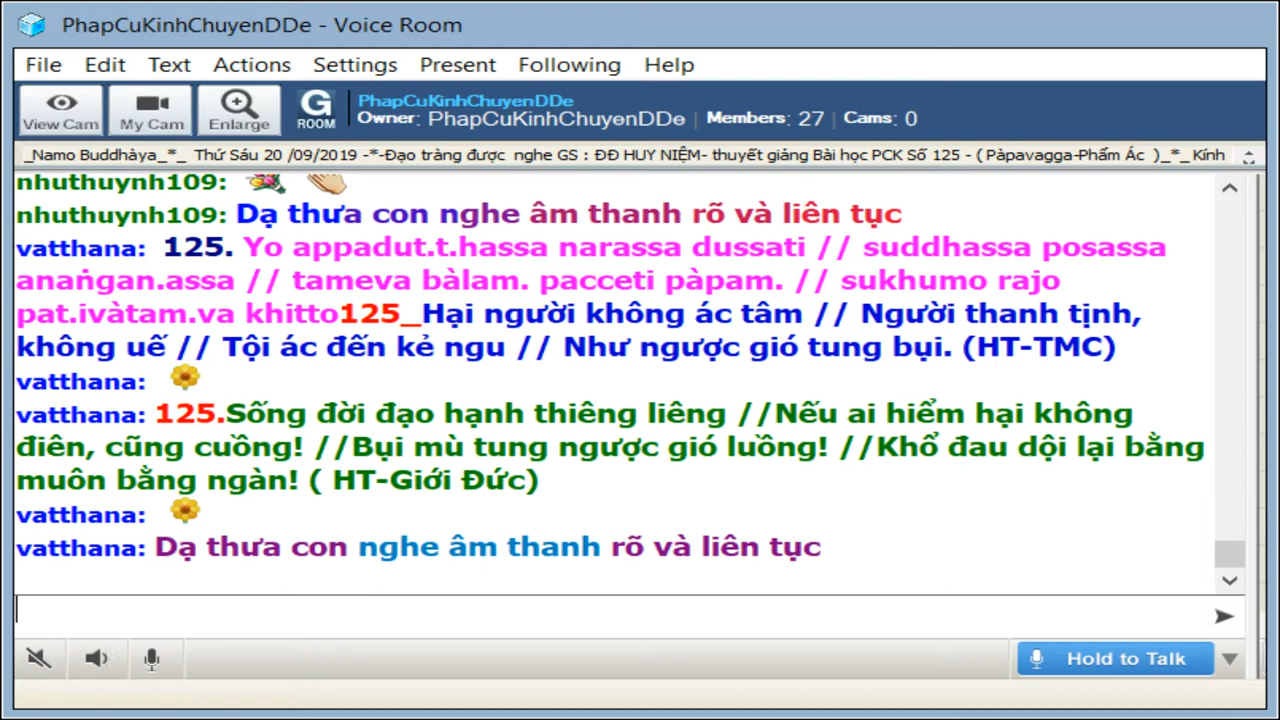 PhapCuKinhChuyenDDe - Voice Room
File Edit Text Actions Settings Present Following Help
View Cam My Cam Enlarge G ROOM
PhapCuKinhChuyenDDe
Owner: PhapCuKinhChuyenDDe | Members: 27 | Cams: 0
_Namo Buddhàya_*_ Thứ Sáu 20 /09/2019 -*-Đạo tràng được nghe GS : ĐĐ HUY NIỆM- thuyết giảng Bài học PCK Số 125 - ( Pàpavagga-Phẩm Ác )_*_ Kính
nhuthuynh109:
nhuthuynh109: Dạ thưa con nghe âm thanh rõ và liên tục
vatthana: 125. Yo appadut.t.hassa narassa dussati // suddhassa posassa
anaṅgan.assa // tameva bàlam. pacceti pàpam. // sukhumo rajo
pat.ivàtam.va khitto125_Hại người không ác tâm // Người thanh tịnh,
không uế // Tội ác đến kẻ ngu // Như ngược gió tung bụi. (HT-TMC)
vatthana:
vatthana: 125.Sống đời đạo hạnh thiêng liêng //Nếu ai hiểm hại không
điên, cũng cuồng! //Bụi mù tung ngược gió luồng! //Khổ đau dội lại bằng
muôn bằng ngàn! ( HT-Giới Đức)
vatthana:
vatthana: Dạ thưa con nghe âm thanh rõ và liên tục
Hold to Talk